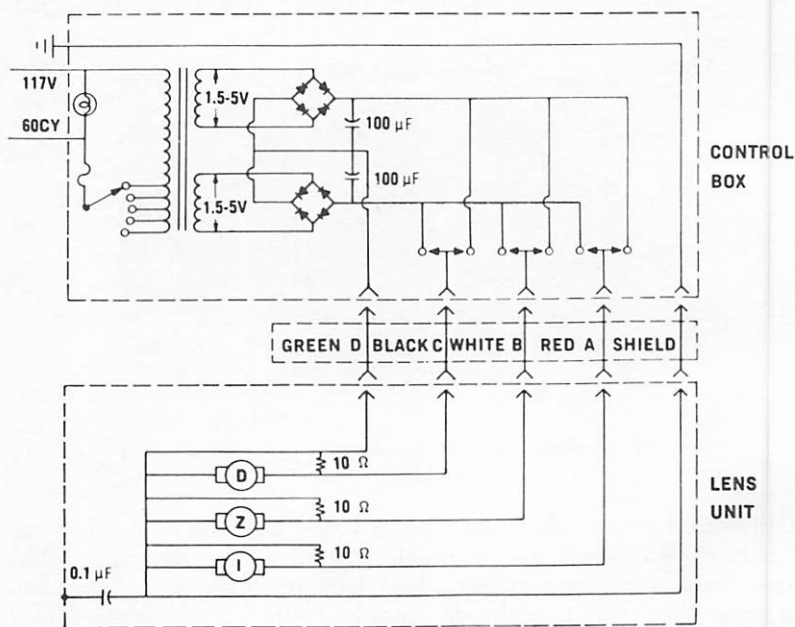 117V
60CY
1.5-5V
100 µF
100 µF
1.5-5V
CONTROL
BOX
GREEN D BLACK C WHITE B RED A SHIELD
D
10 Ω
Z
10 Ω
I
10 Ω
0.1 µF
LENS
UNIT